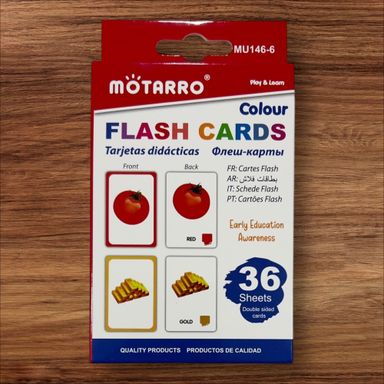 MU146-6
MOTARRO®
Play & Learn
Colour
FLASH CARDS
Tarjetas didácticas Флеш-карты
Front Back
FR: Cartes Flash
AR: بطاقات فلاش
IT: Schede Flash
PT: Cartões Flash
RED
Early Education
Awareness
36
Sheets
Double sided
cards
GOLD
QUALITY PRODUCTS PRODUCTOS DE CALIDAD